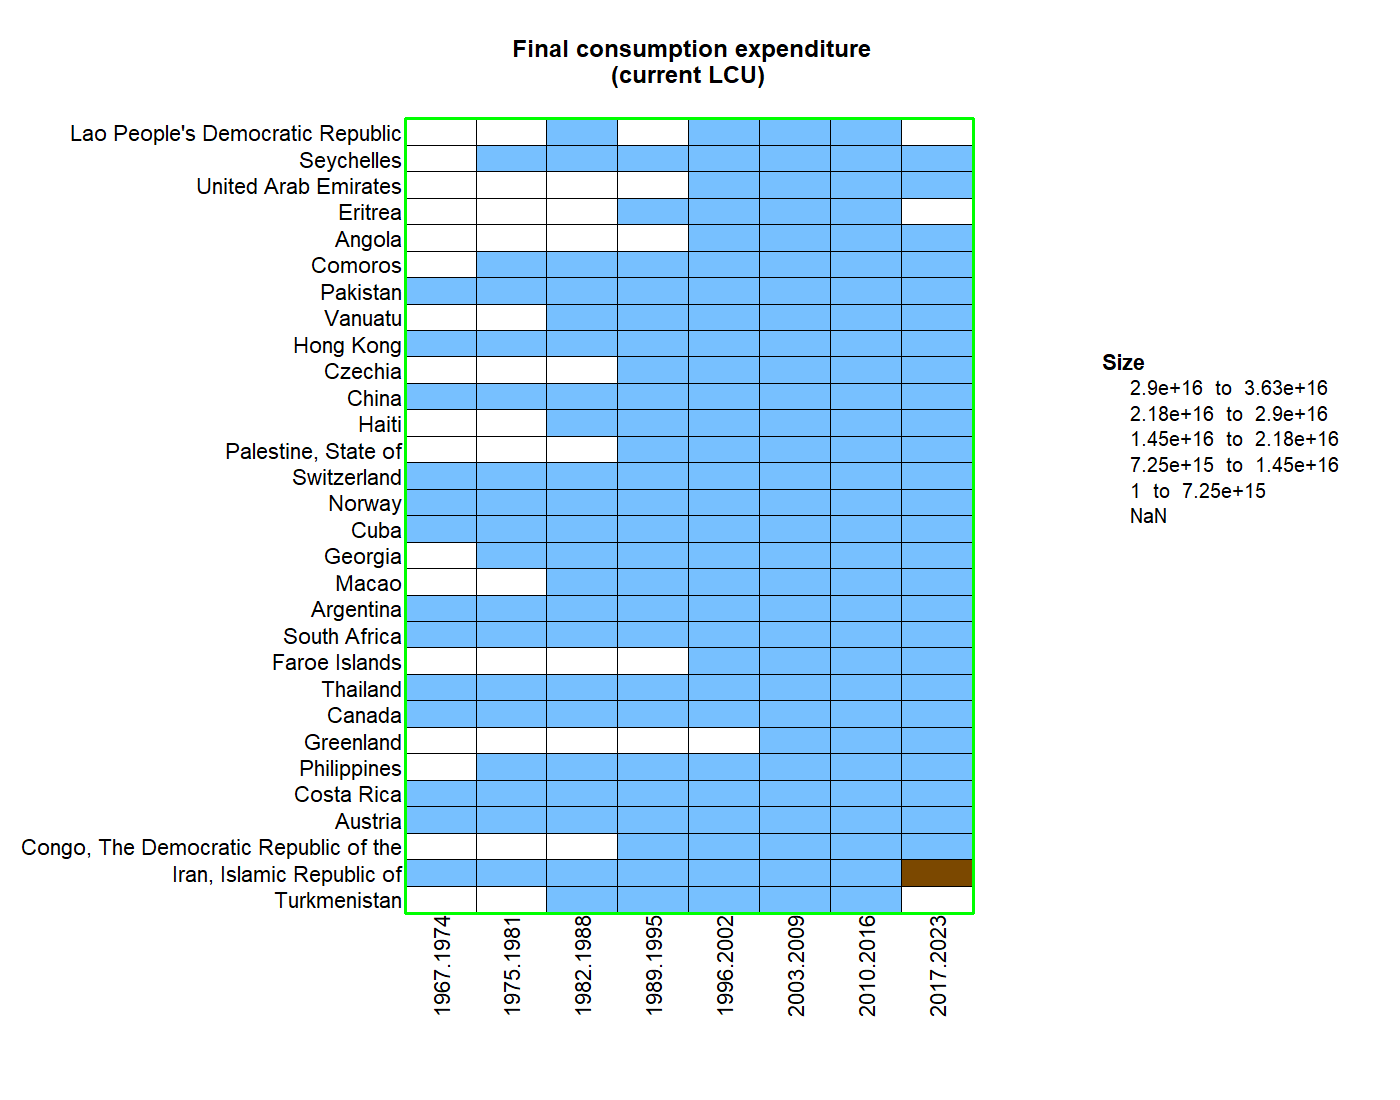 Final consumption expenditure
(current LCU)
Lao People's Democratic Republic
Seychelles
United Arab Emirates
Eritrea
Angola
Comoros
Pakistan
Vanuatu
Hong Kong
Czechia
China
Haiti
Palestine, State of
Switzerland
Norway
Cuba
Georgia
Macao
Argentina
South Africa
Faroe Islands
Thailand
Canada
Greenland
Philippines
Costa Rica
Austria
Congo, The Democratic Republic of the
Iran, Islamic Republic of
Turkmenistan
1967.1974
1975.1981
1982.1988
1989.1995
1996.2002
2003.2009
2010.2016
2017.2023
Size
2.9e+16 to 3.63e+16
2.18e+16 to 2.9e+16
1.45e+16 to 2.18e+16
7.25e+15 to 1.45e+16
1 to 7.25e+15
NaN